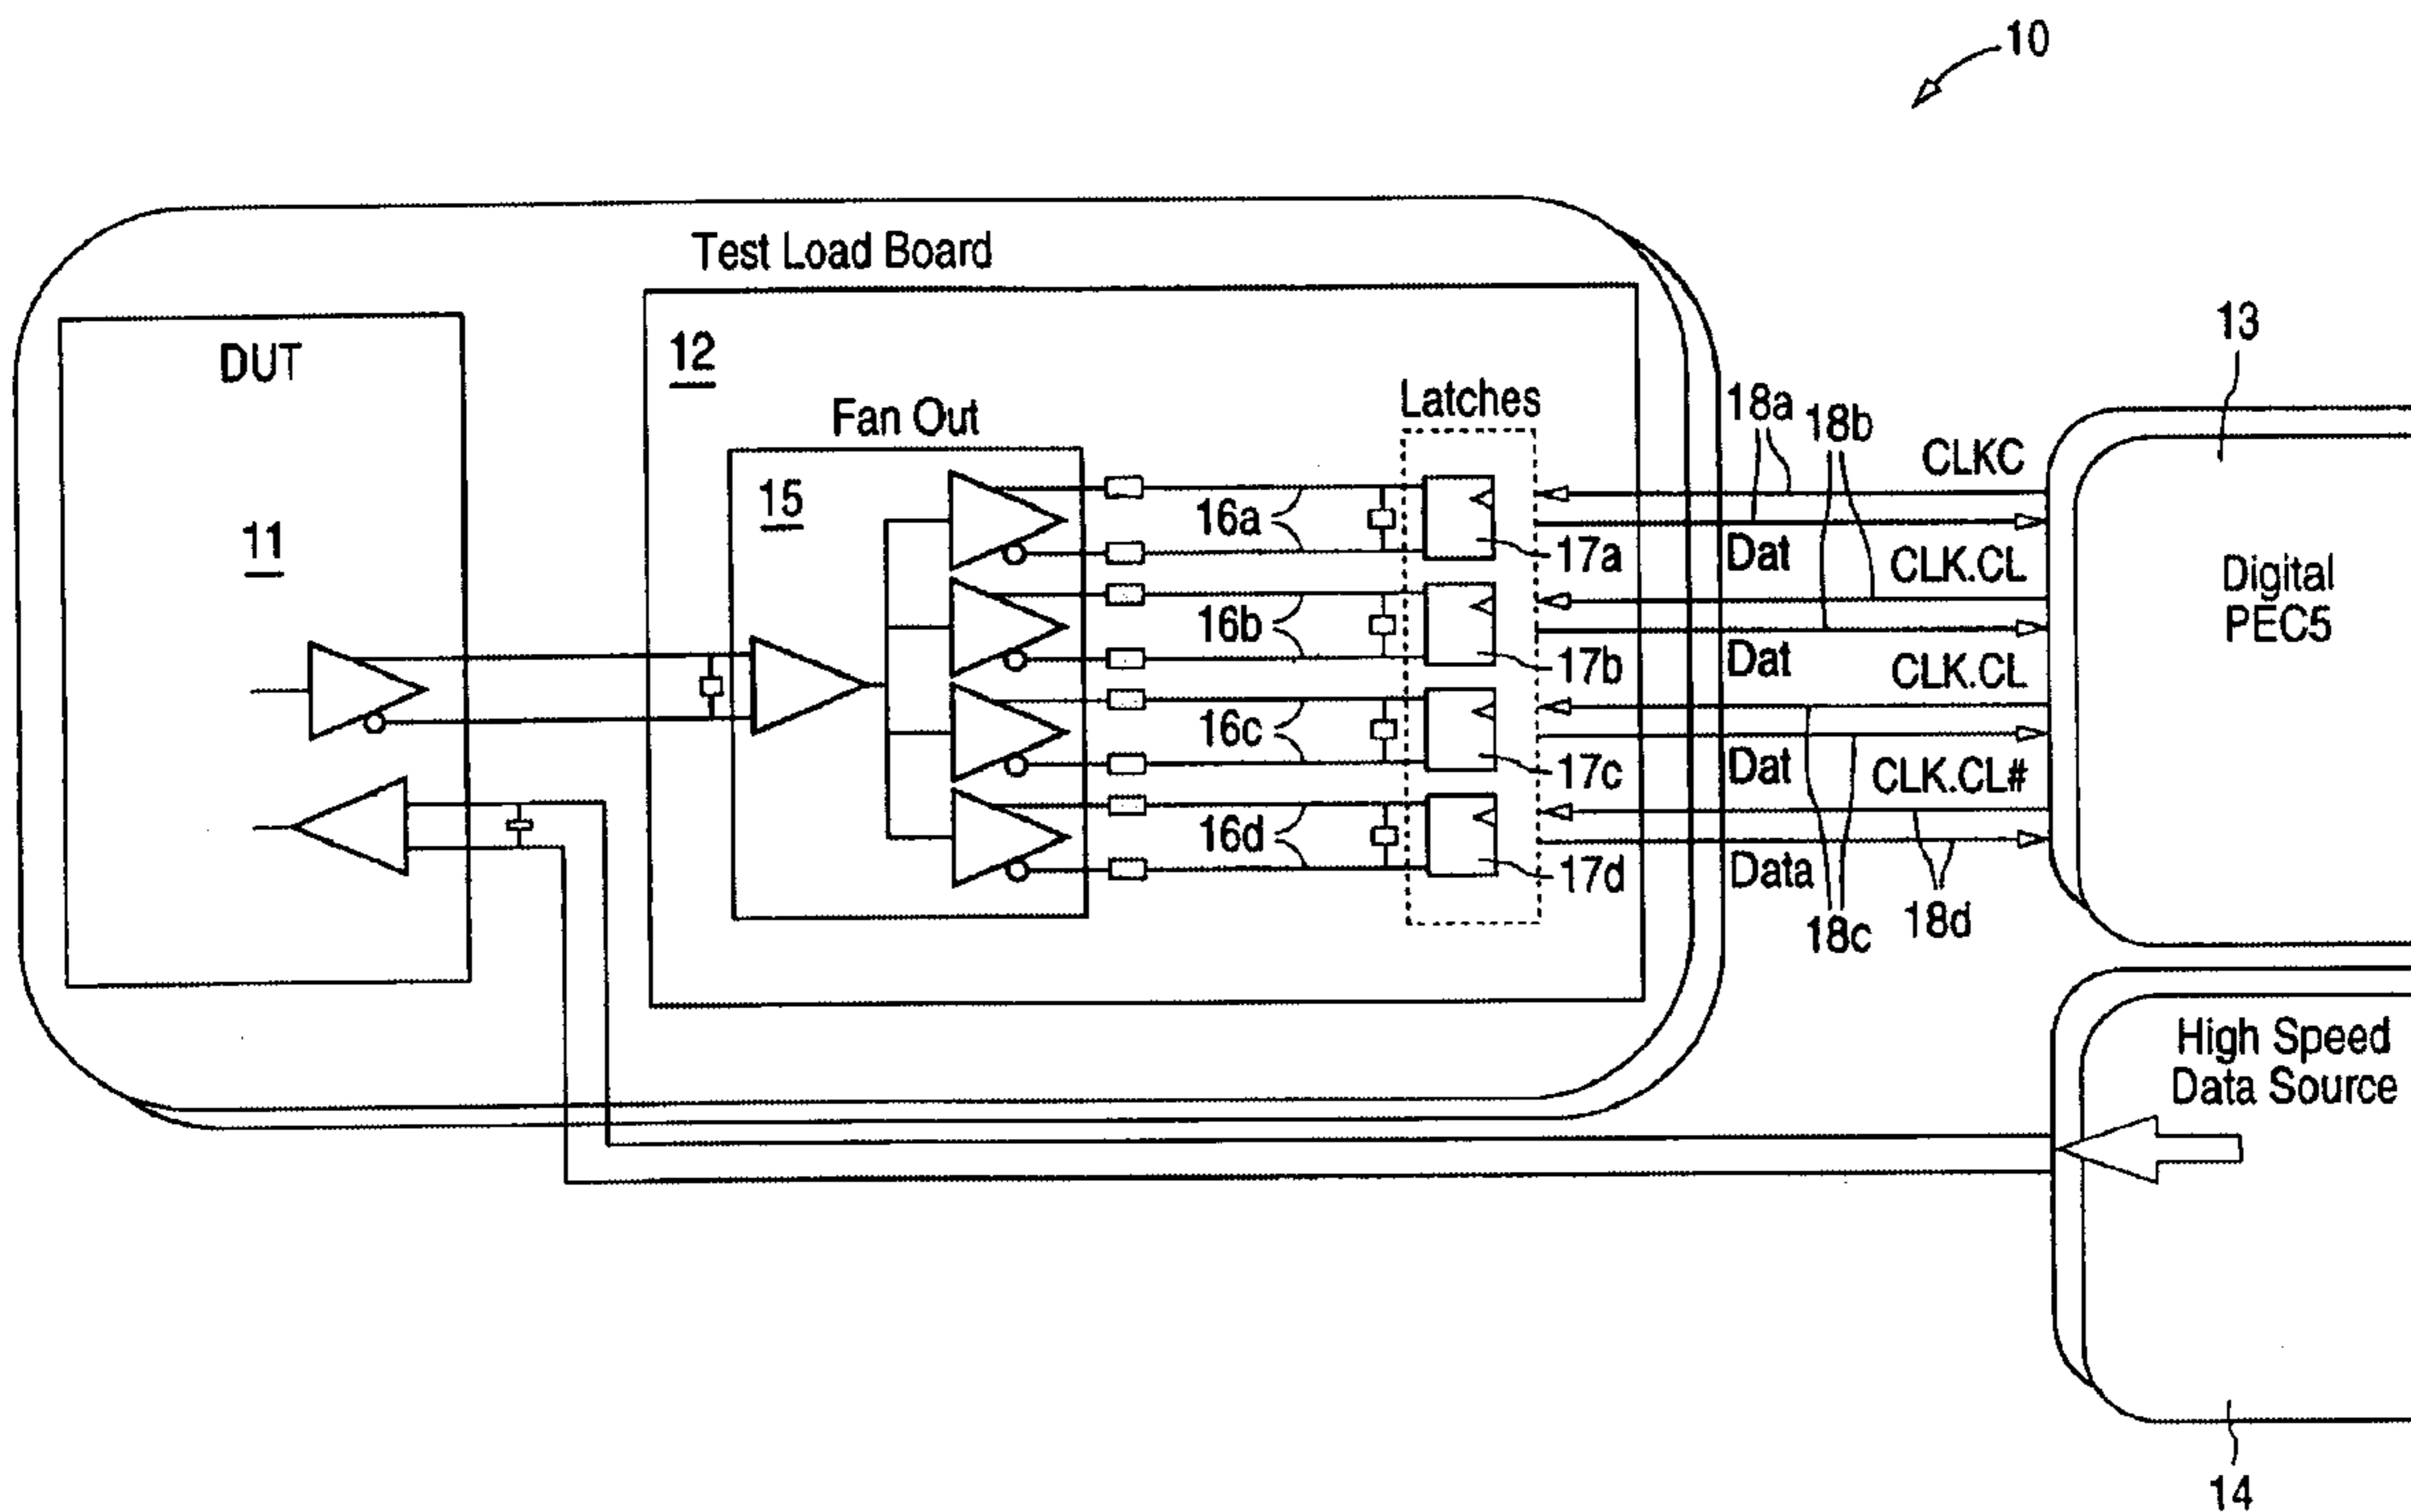 10
Test Load Board
DUT
11
12
Fan Out
15
Latches
16a
16b
16c
16d
17a
17b
17c
17d
18a
18b
CLKC
Dat
CLK.CL
Dat
CLK.CL
Dat
CLK.CL#
Data
18c
18d
13
Digital
PEC5
High Speed
Data Source
14